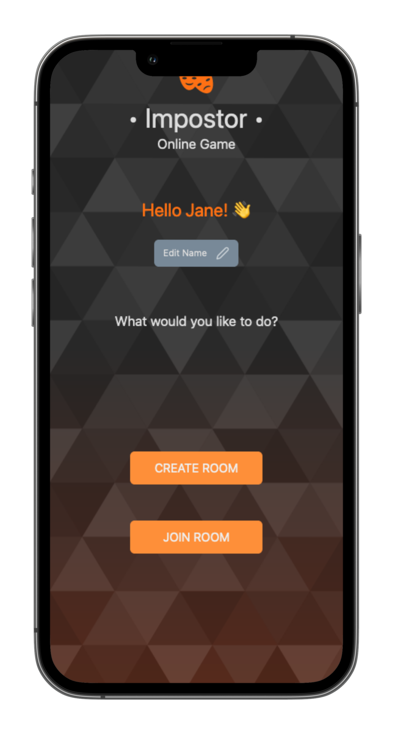 • Impostor •
Online Game
Hello Jane! 👋
Edit Name
What would you like to do?
CREATE ROOM
JOIN ROOM